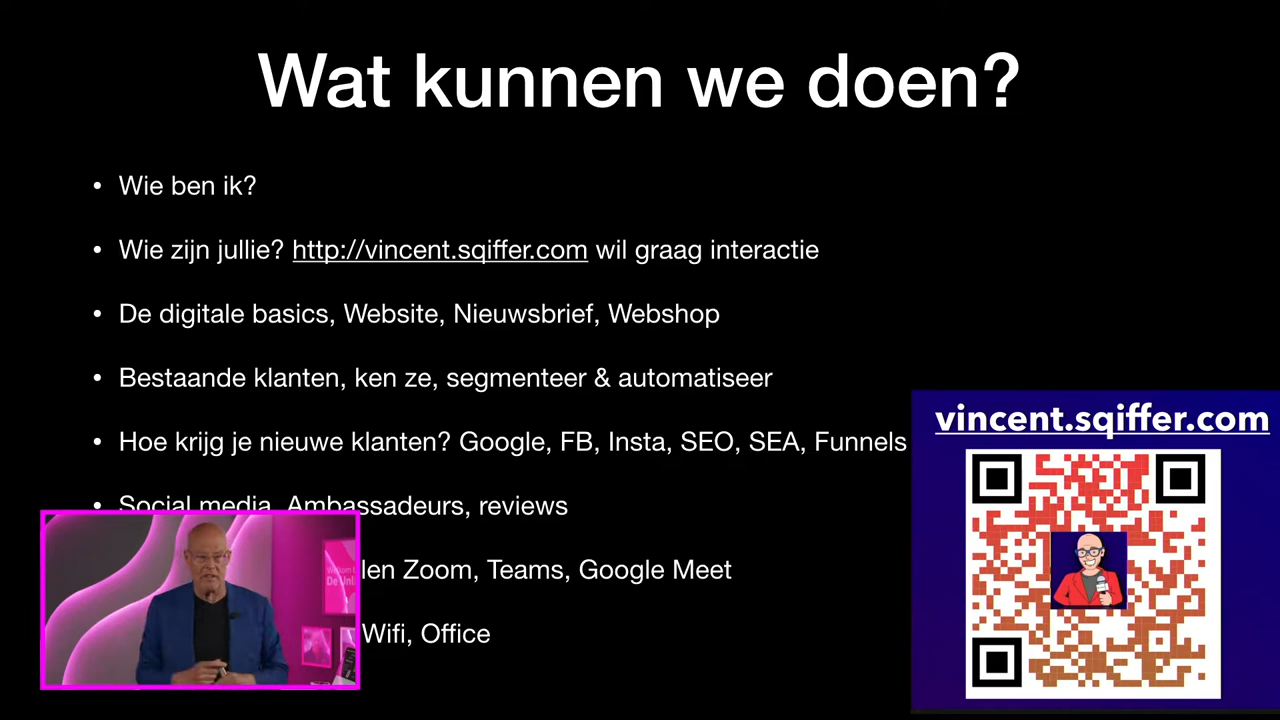 Wat kunnen we doen?
• Wie ben ik?
• Wie zijn jullie? http://vincent.sqiffer.com wil graag interactie
• De digitale basics, Website, Nieuwsbrief, Webshop
• Bestaande klanten, ken ze, segmenteer & automatiseer
• Hoe krijg je nieuwe klanten? Google, FB, Insta, SEO, SEA, Funnels
• Social media, Ambassadeurs, reviews
Zoom, Teams, Google Meet
Wifi, Office
vincent.sqiffer.com